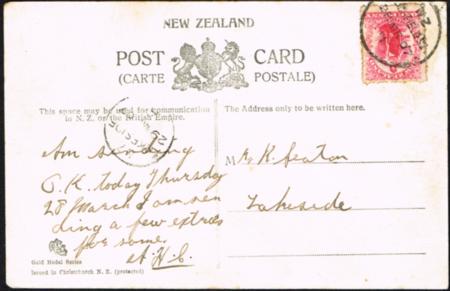 NEW ZEALAND
POST CARD
(CARTE POSTALE)
This space may be used for communication
in N. Z. or the British Empire.
The Address only to be written here.
Am sending
O.K. today Thursday
28 March I am sen
ding a few extras
for some
A.H.C.
Mr K. Seaton
Lakeside
Gold Medal Series
Issued in Christchurch N. Z. (protected)